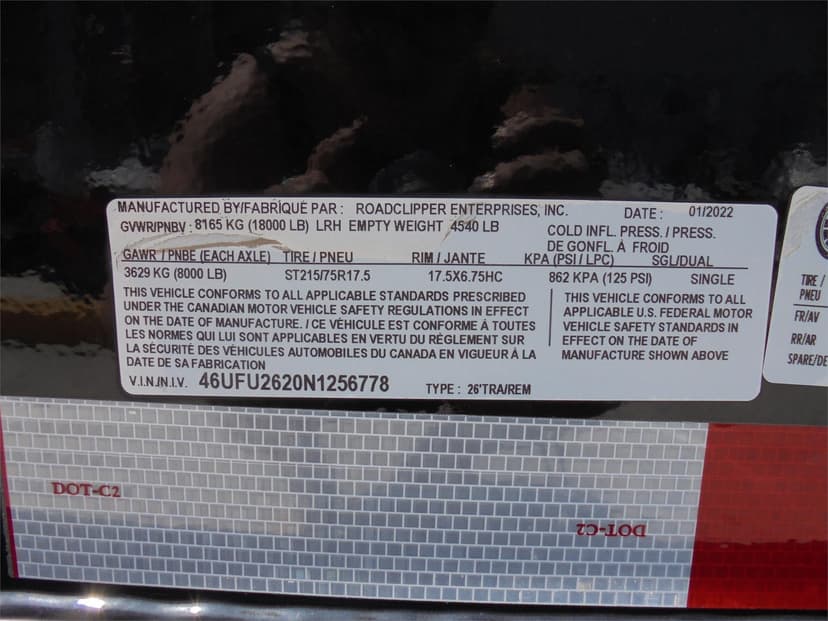 MANUFACTURED BY/FABRIQUÉ PAR : ROADCLIPPER ENTERPRISES, INC. DATE : 01/2022
GVWR/PNBV : 8165 KG (18000 LB) LRH EMPTY WEIGHT 4540 LB
COLD INFL. PRESS. / PRESS. DE GONFL. À FROID
GAWR / PNBE (EACH AXLE) TIRE / PNEU RIM / JANTE KPA (PSI / LPC) SGL/DUAL
3629 KG (8000 LB) ST215/75R17.5 17.5X6.75HC 862 KPA (125 PSI) SINGLE
THIS VEHICLE CONFORMS TO ALL APPLICABLE STANDARDS PRESCRIBED
UNDER THE CANADIAN MOTOR VEHICLE SAFETY REGULATIONS IN EFFECT
ON THE DATE OF MANUFACTURE. / CE VÉHICULE EST CONFORME À TOUTES
LES NORMES QUI LUI SONT APPLICABLES EN VERTU DU RÉGLEMENT SUR
LA SÉCURITÉ DES VÉHICULES AUTOMOBILES DU CANADA EN VIGUEUR À LA
DATE DE SA FABRICATION
THIS VEHICLE CONFORMS TO ALL
APPLICABLE U.S. FEDERAL MOTOR
VEHICLE SAFETY STANDARDS IN
EFFECT ON THE DATE OF
MANUFACTURE SHOWN ABOVE
V.I.N./N.I.V. 46UFU2620N1256778 TYPE : 26'TRA/REM
TIRE /
PNEU
FR/AV
RR/AR
SPARE/DE
DOT-C2
DOT-C2